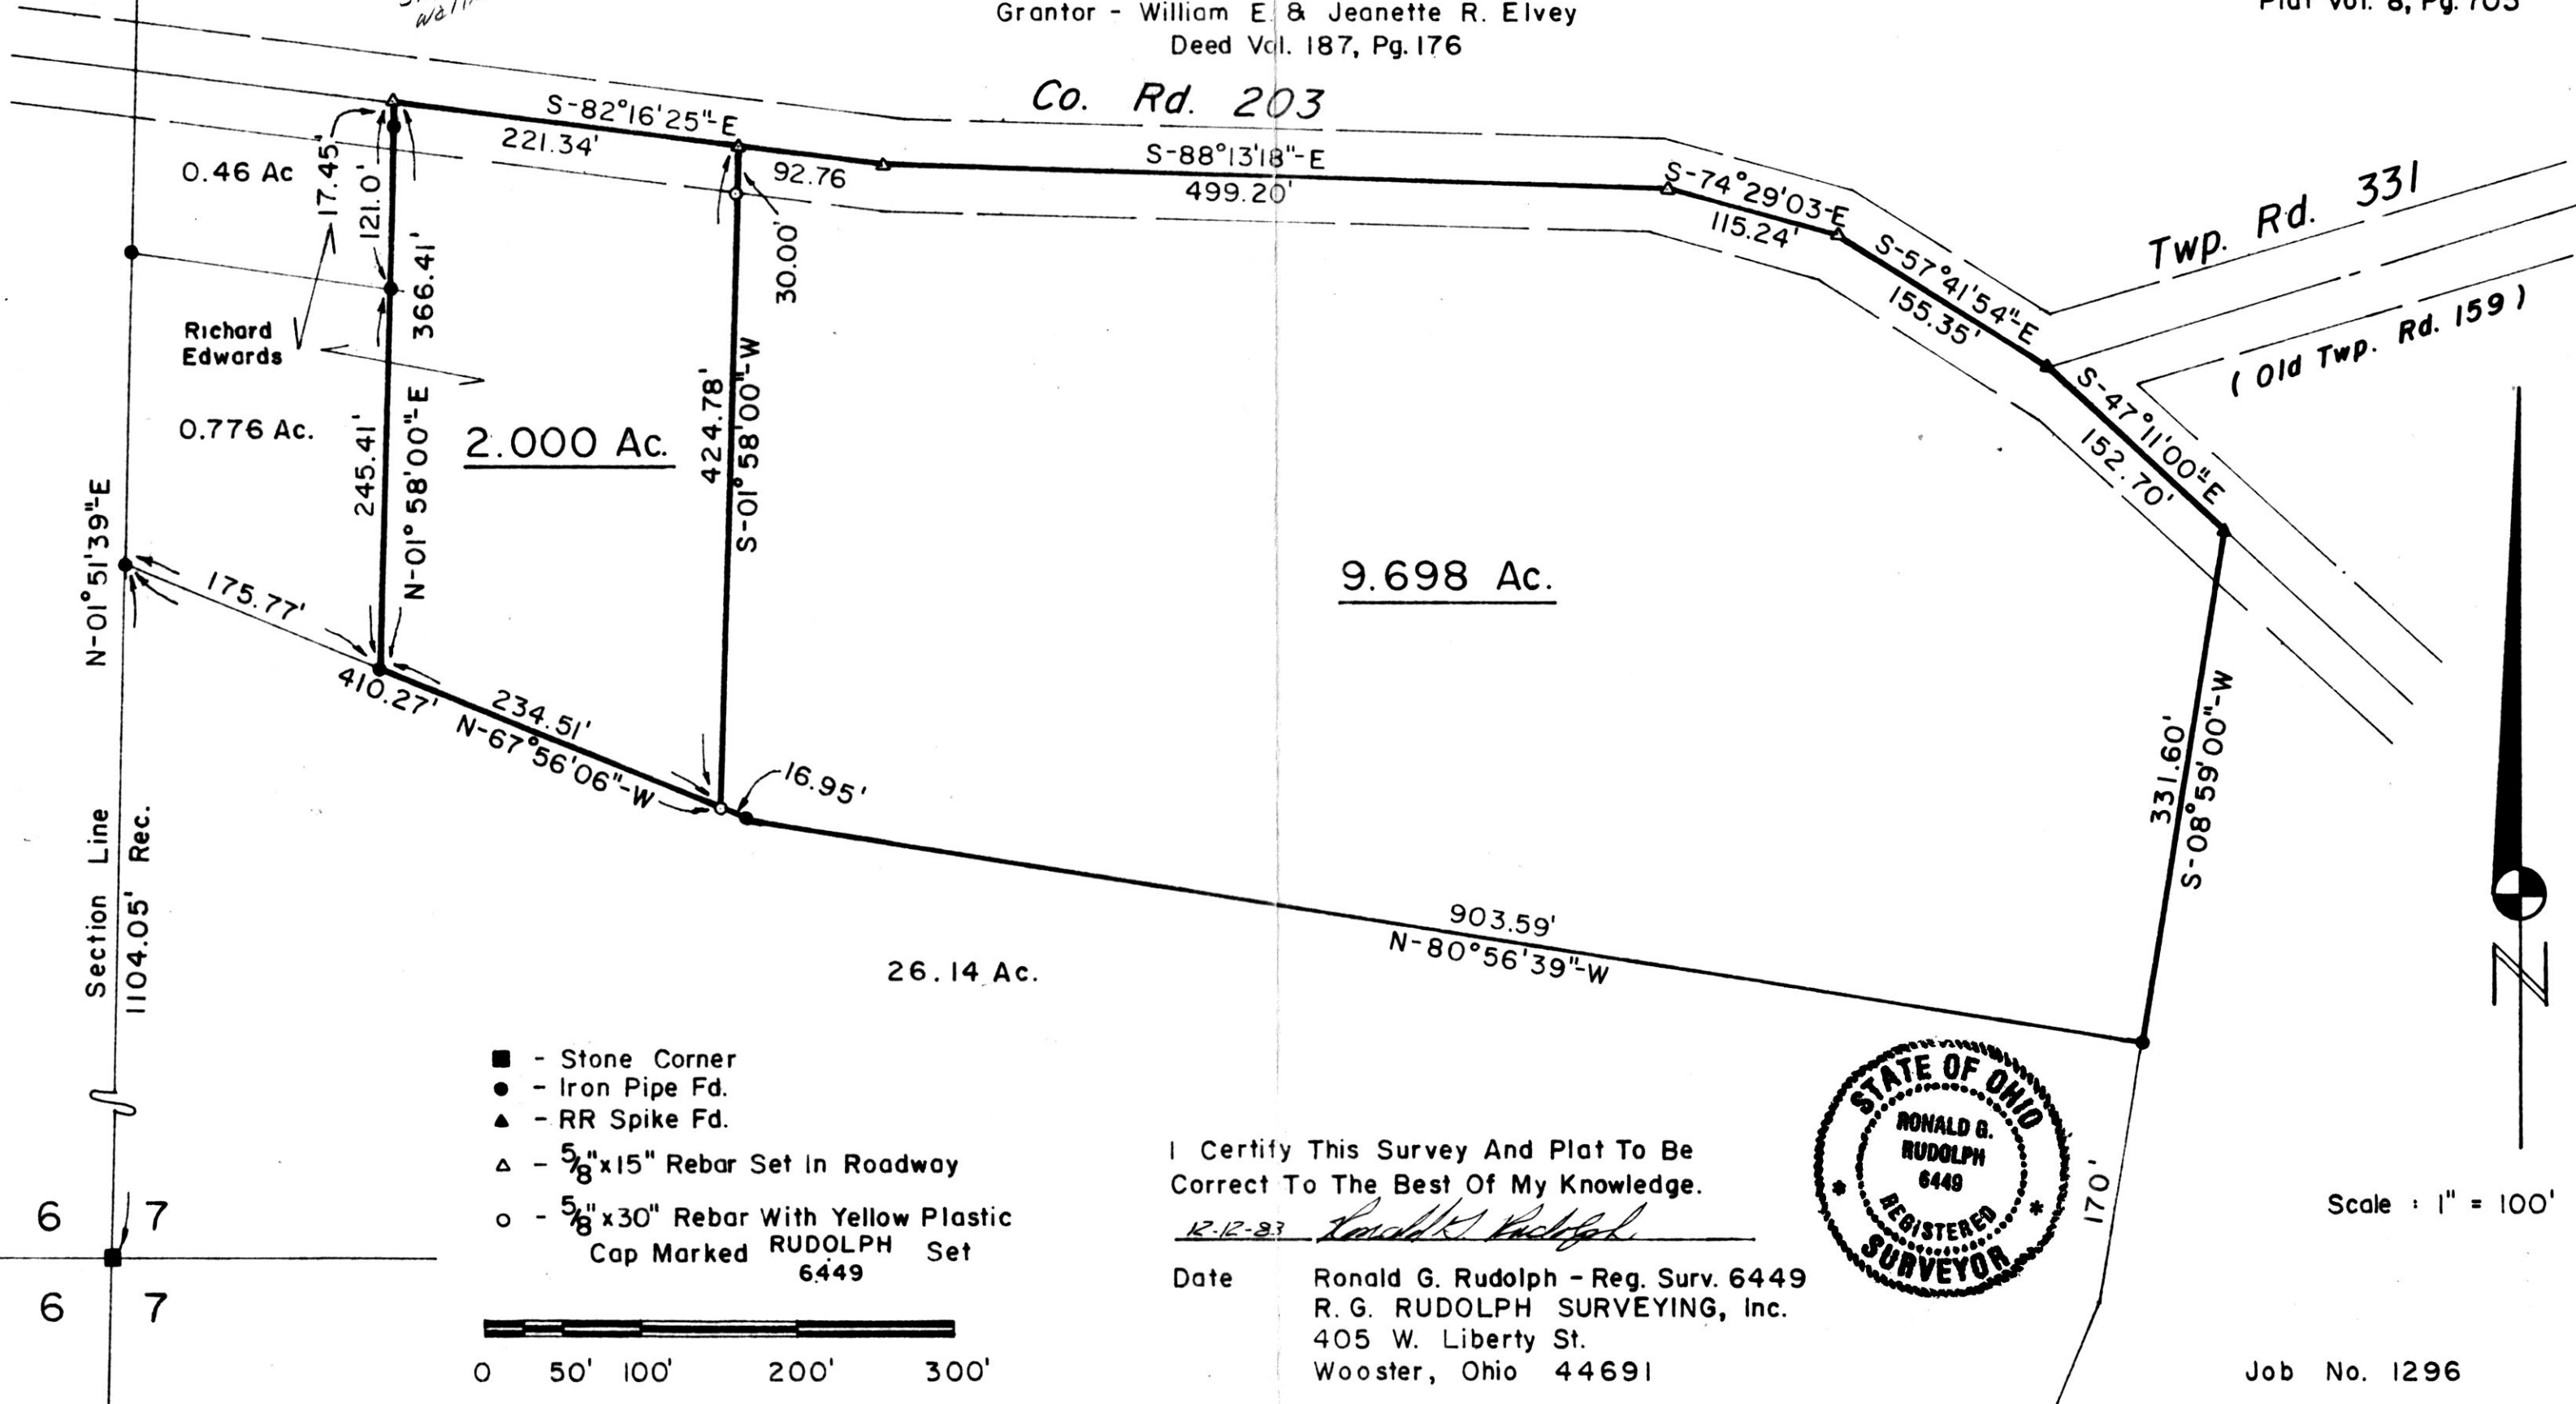 Grantor - William E. & Jeanette R. Elvey
Deed Vol. 187, Pg. 176
Plat Vol. 8, Pg. 703
Co. Rd. 203
S-82°16'25"-E
221.34'
92.76
S-88°13'18"-E
499.20'
S-74°29'03-E
115.24'
S-57°41'54"-E
155.35'
S-47°11'00"-E
152.70'
Twp. Rd. 331
( Old Twp. Rd. 159 )
0.46 Ac
17.45'
121.0'
366.41'
30.00'
Richard
Edwards
0.776 Ac.
245.41'
N-01°58'00"-E
2.000 Ac.
424.78'
S-01°58'00"-W
9.698 Ac.
N-01°51'39"-E
175.77'
410.27'
234.51'
N-67°56'06"-W
16.95'
331.60'
S-08°59'00"-W
903.59'
N-80°56'39"-W
Section Line
1104.05' Rec.
26.14 Ac.
■ - Stone Corner
● - Iron Pipe Fd.
▲ - RR Spike Fd.
△ - 5/8"x15" Rebar Set In Roadway
○ - 5/8"x30" Rebar With Yellow Plastic
Cap Marked RUDOLPH Set
6449
6 7
6 7
0 50' 100' 200' 300'
I Certify This Survey And Plat To Be
Correct To The Best Of My Knowledge.
12-12-83 Ronald G. Rudolph
Date
Ronald G. Rudolph - Reg. Surv. 6449
R. G. RUDOLPH SURVEYING, Inc.
405 W. Liberty St.
Wooster, Ohio 44691
STATE OF OHIO
RONALD G.
RUDOLPH
6449
REGISTERED
SURVEYOR
170'
N
Scale : 1" = 100'
Job No. 1296